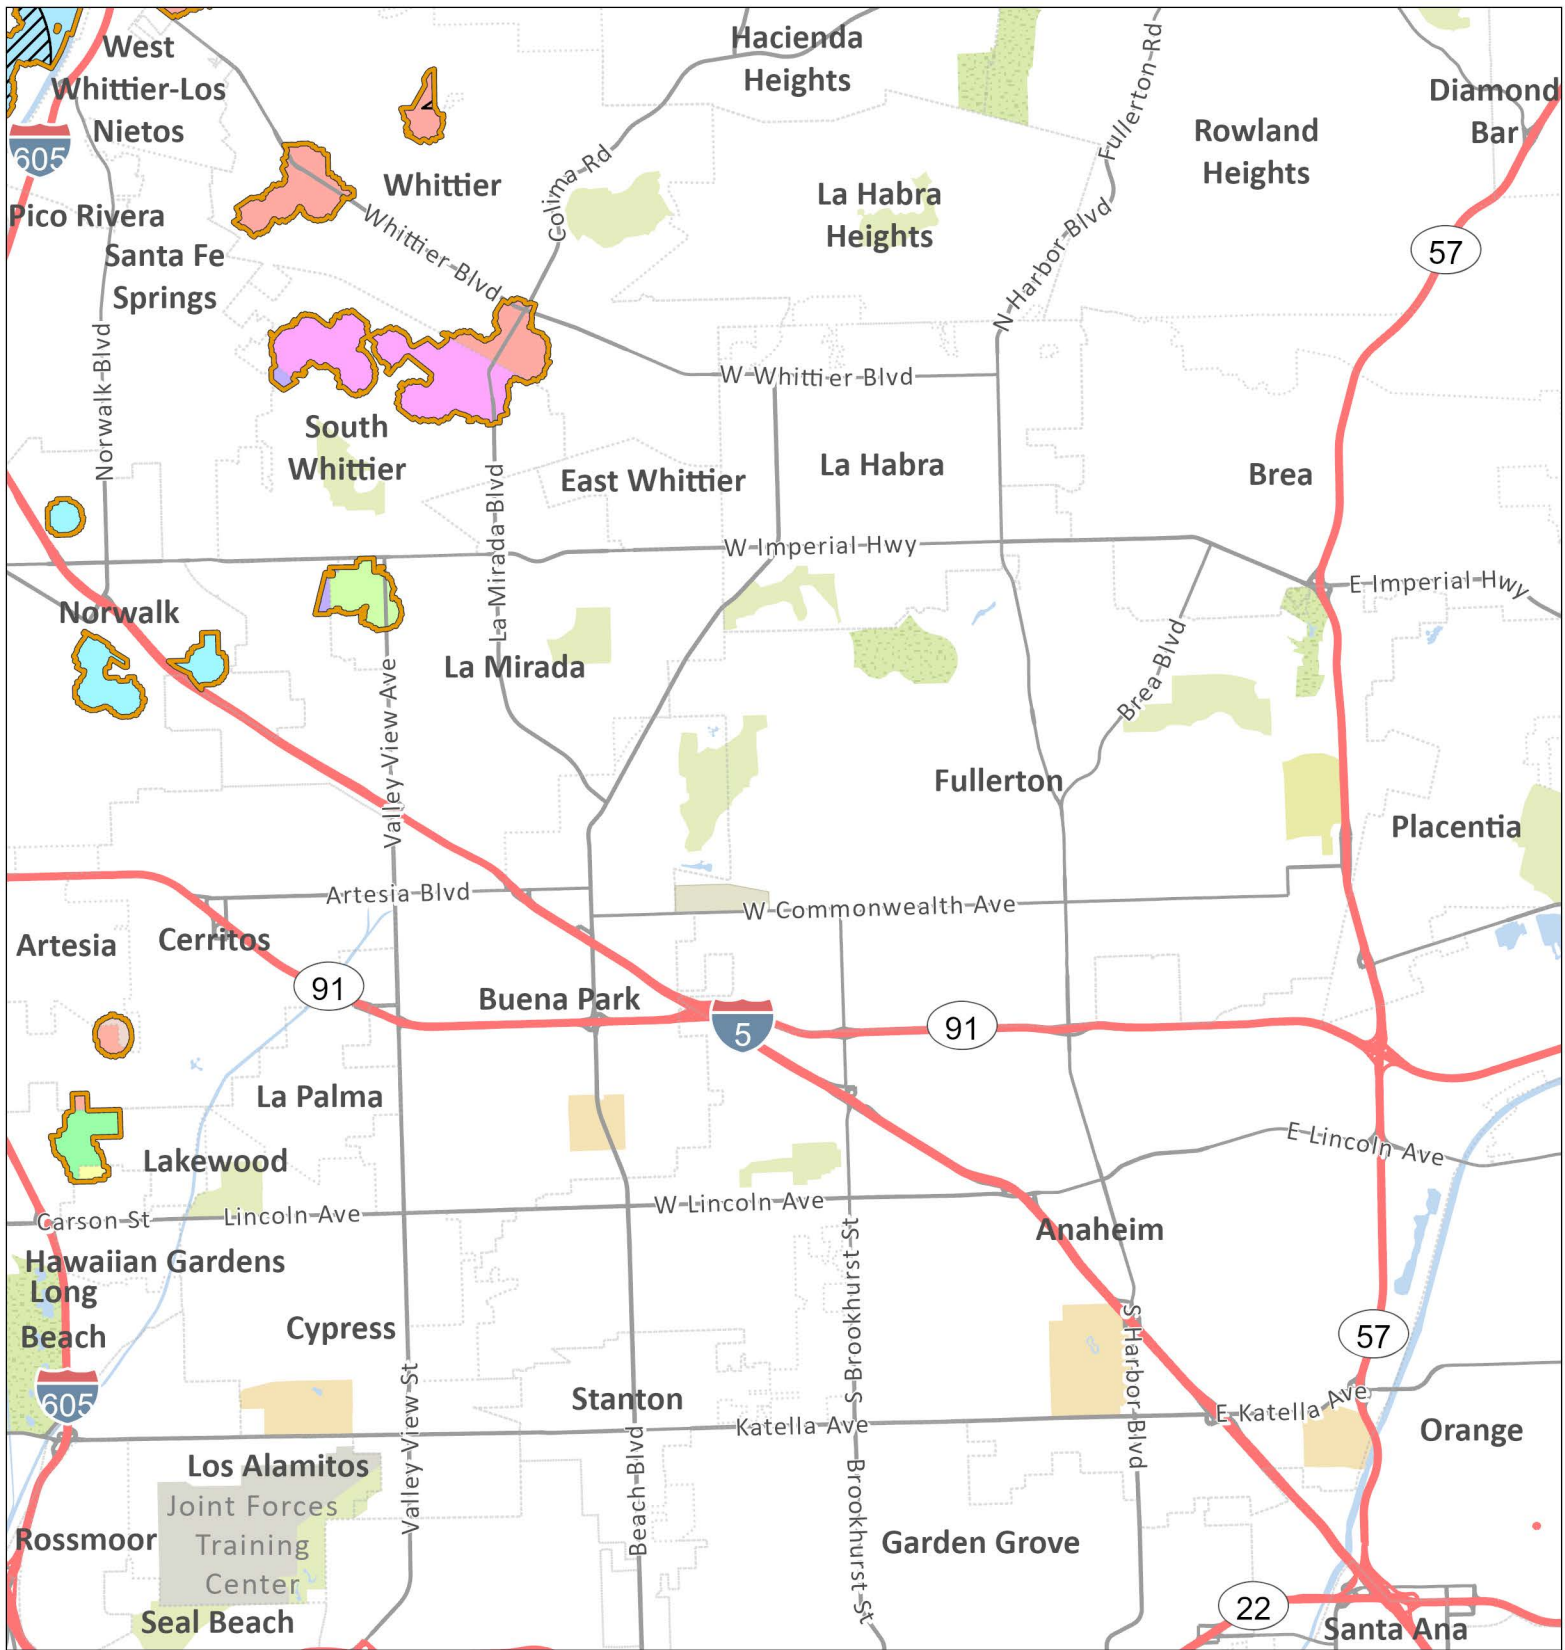 West
Whittier-Los
Nietos
Hacienda
Heights
Fullerton Rd
Diamond
Bar
605
Rowland
Heights
Colima Rd
Whittier
La Habra
Heights
Pico Rivera
Whittier Blvd
N Harbor Blvd
57
Santa Fe
Springs
Norwalk Blvd
W Whittier Blvd
South
Whittier
La Mirada Blvd
East Whittier
La Habra
Brea
W Imperial Hwy
E Imperial Hwy
Norwalk
La Mirada
Valley View Ave
Brea Blvd
Fullerton
Placentia
Artesia Blvd
W Commonwealth Ave
Artesia
Cerritos
91
Buena Park
5
91
La Palma
Lakewood
E Lincoln Ave
Carson St
Lincoln Ave
W Lincoln Ave
Anaheim
Hawaiian Gardens
Long
Beach
Cypress
S Brookhurst St
S Harbor Blvd
57
605
Valley View St
Stanton
Katella Ave
E Katella Ave
Orange
Los Alamitos
Joint Forces
Training
Center
Beach Blvd
Brookhurst St
Rossmoor
Garden Grove
Seal Beach
22
Santa Ana